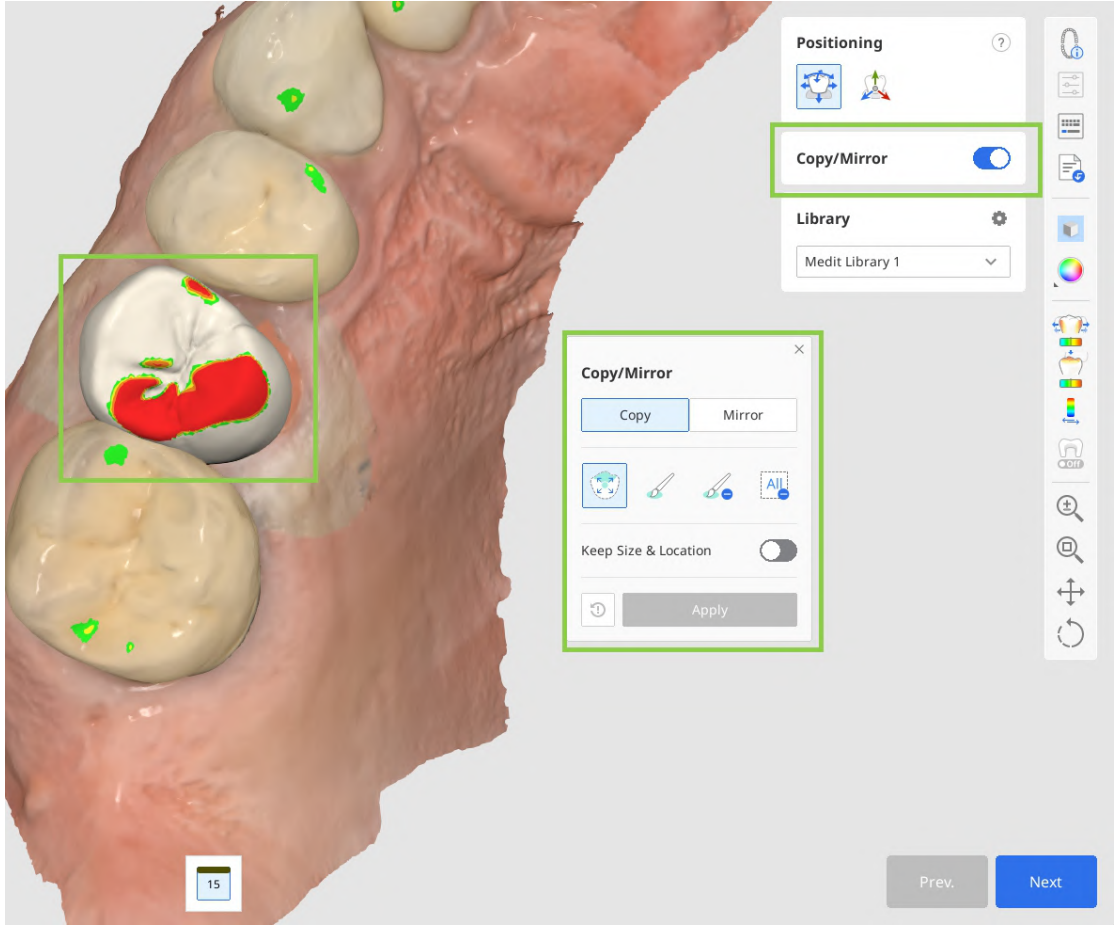 Positioning
?
Copy/Mirror
Library
Medit Library 1
Copy/Mirror
Copy
Mirror
All
Keep Size & Location
Apply
Off
15
Prev.
Next